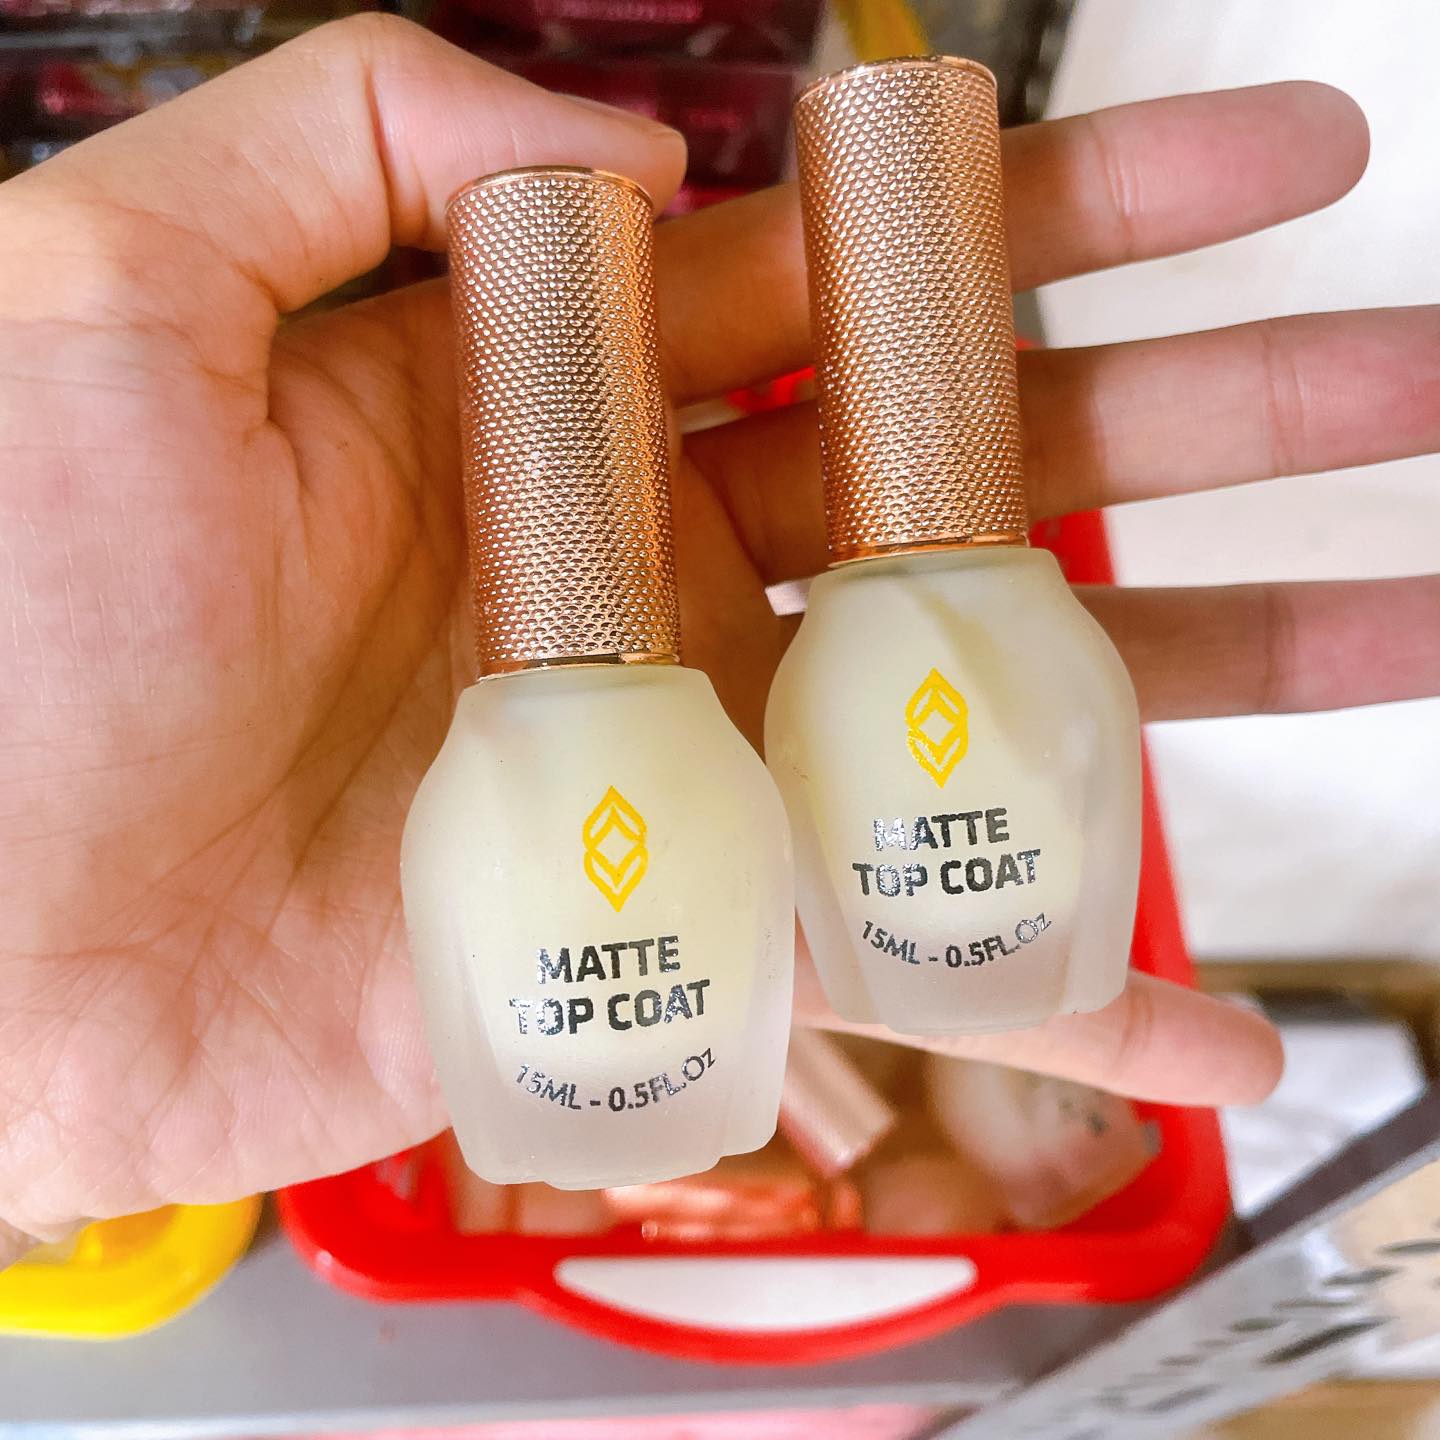 MATTE
TOP COAT
15ML - 0.5FL.Oz
MATTE
TOP COAT
15ML - 0.5FL.Oz